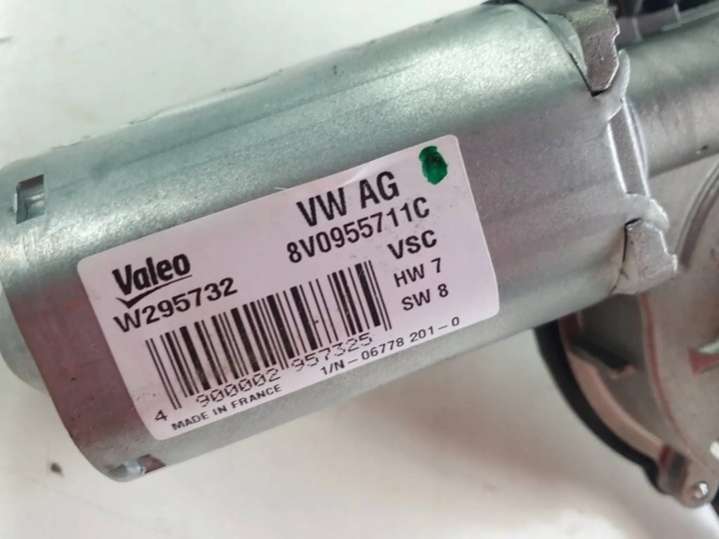 VW AG
8V0955711C
Valeo
W295732
VSC
HW 7
SW 8
4 900002 957325
1/N-06778 201-0
MADE IN FRANCE